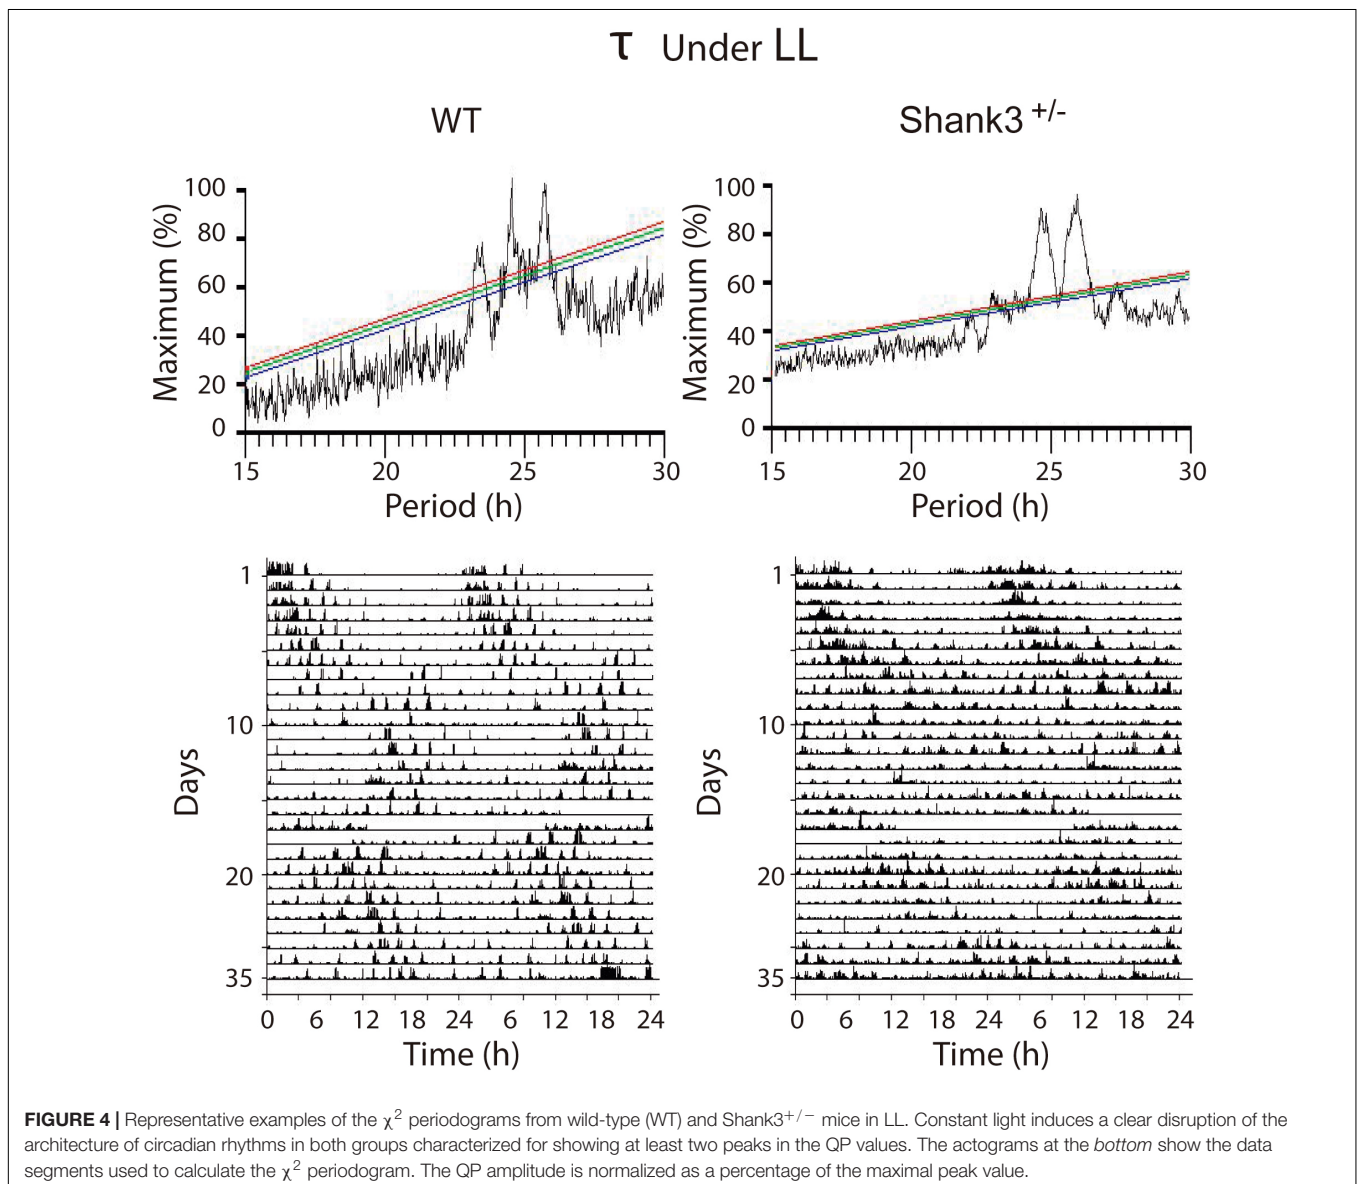 τ Under LL
WT
Shank3 +/-
Maximum (%)
100
80
60
40
20
0
15 20 25 30
Period (h)
Maximum (%)
100
80
60
40
20
0
15 20 25 30
Period (h)
Days
1
10
20
35
0 6 12 18 24 6 12 18 24
Time (h)
Days
1
10
20
35
0 6 12 18 24 6 12 18 24
Time (h)
FIGURE 4 | Representative examples of the χ² periodograms from wild-type (WT) and Shank3+/− mice in LL. Constant light induces a clear disruption of the
architecture of circadian rhythms in both groups characterized for showing at least two peaks in the QP values. The actograms at the bottom show the data
segments used to calculate the χ² periodogram. The QP amplitude is normalized as a percentage of the maximal peak value.